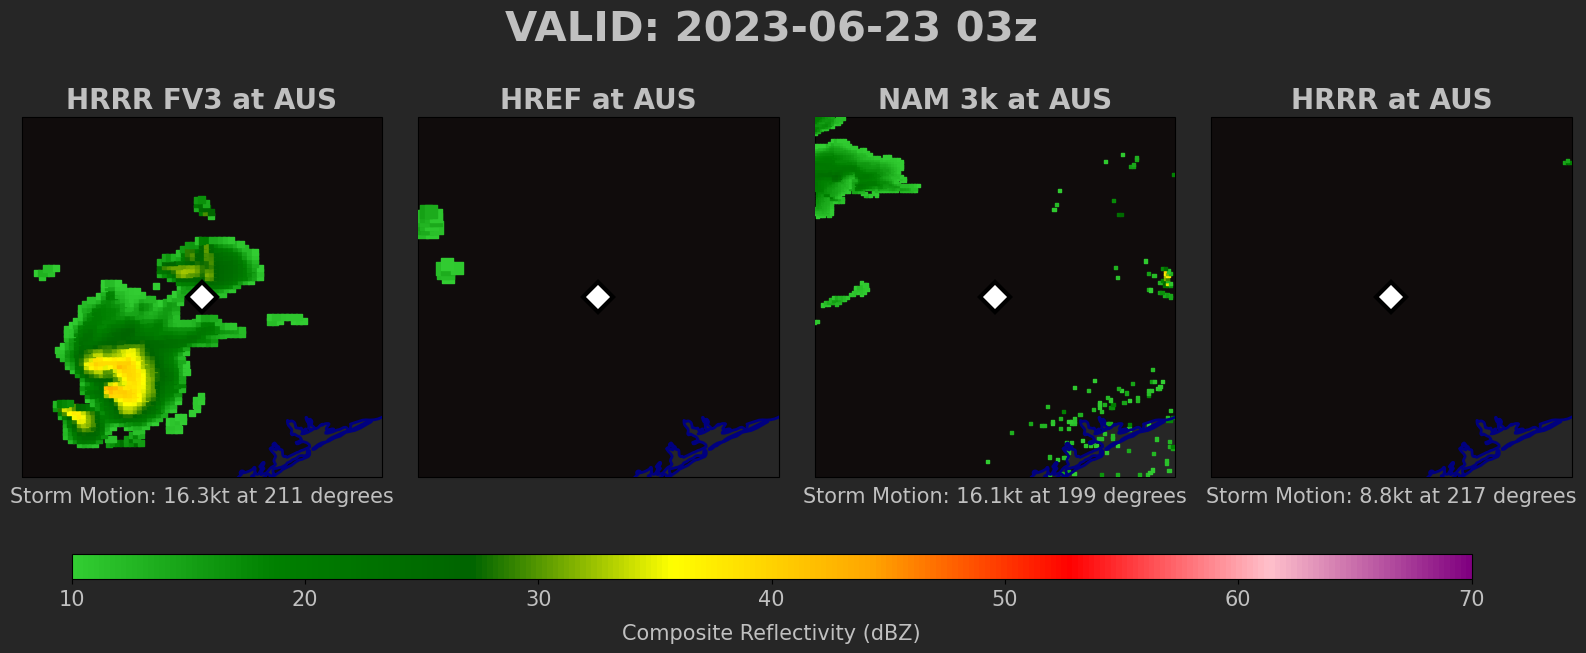 VALID: 2023-06-23 03z
HRRR FV3 at AUS
HREF at AUS
NAM 3k at AUS
HRRR at AUS
Storm Motion: 16.3kt at 211 degrees
Storm Motion: 16.1kt at 199 degrees
Storm Motion: 8.8kt at 217 degrees
10 20 30 40 50 60 70
Composite Reflectivity (dBZ)